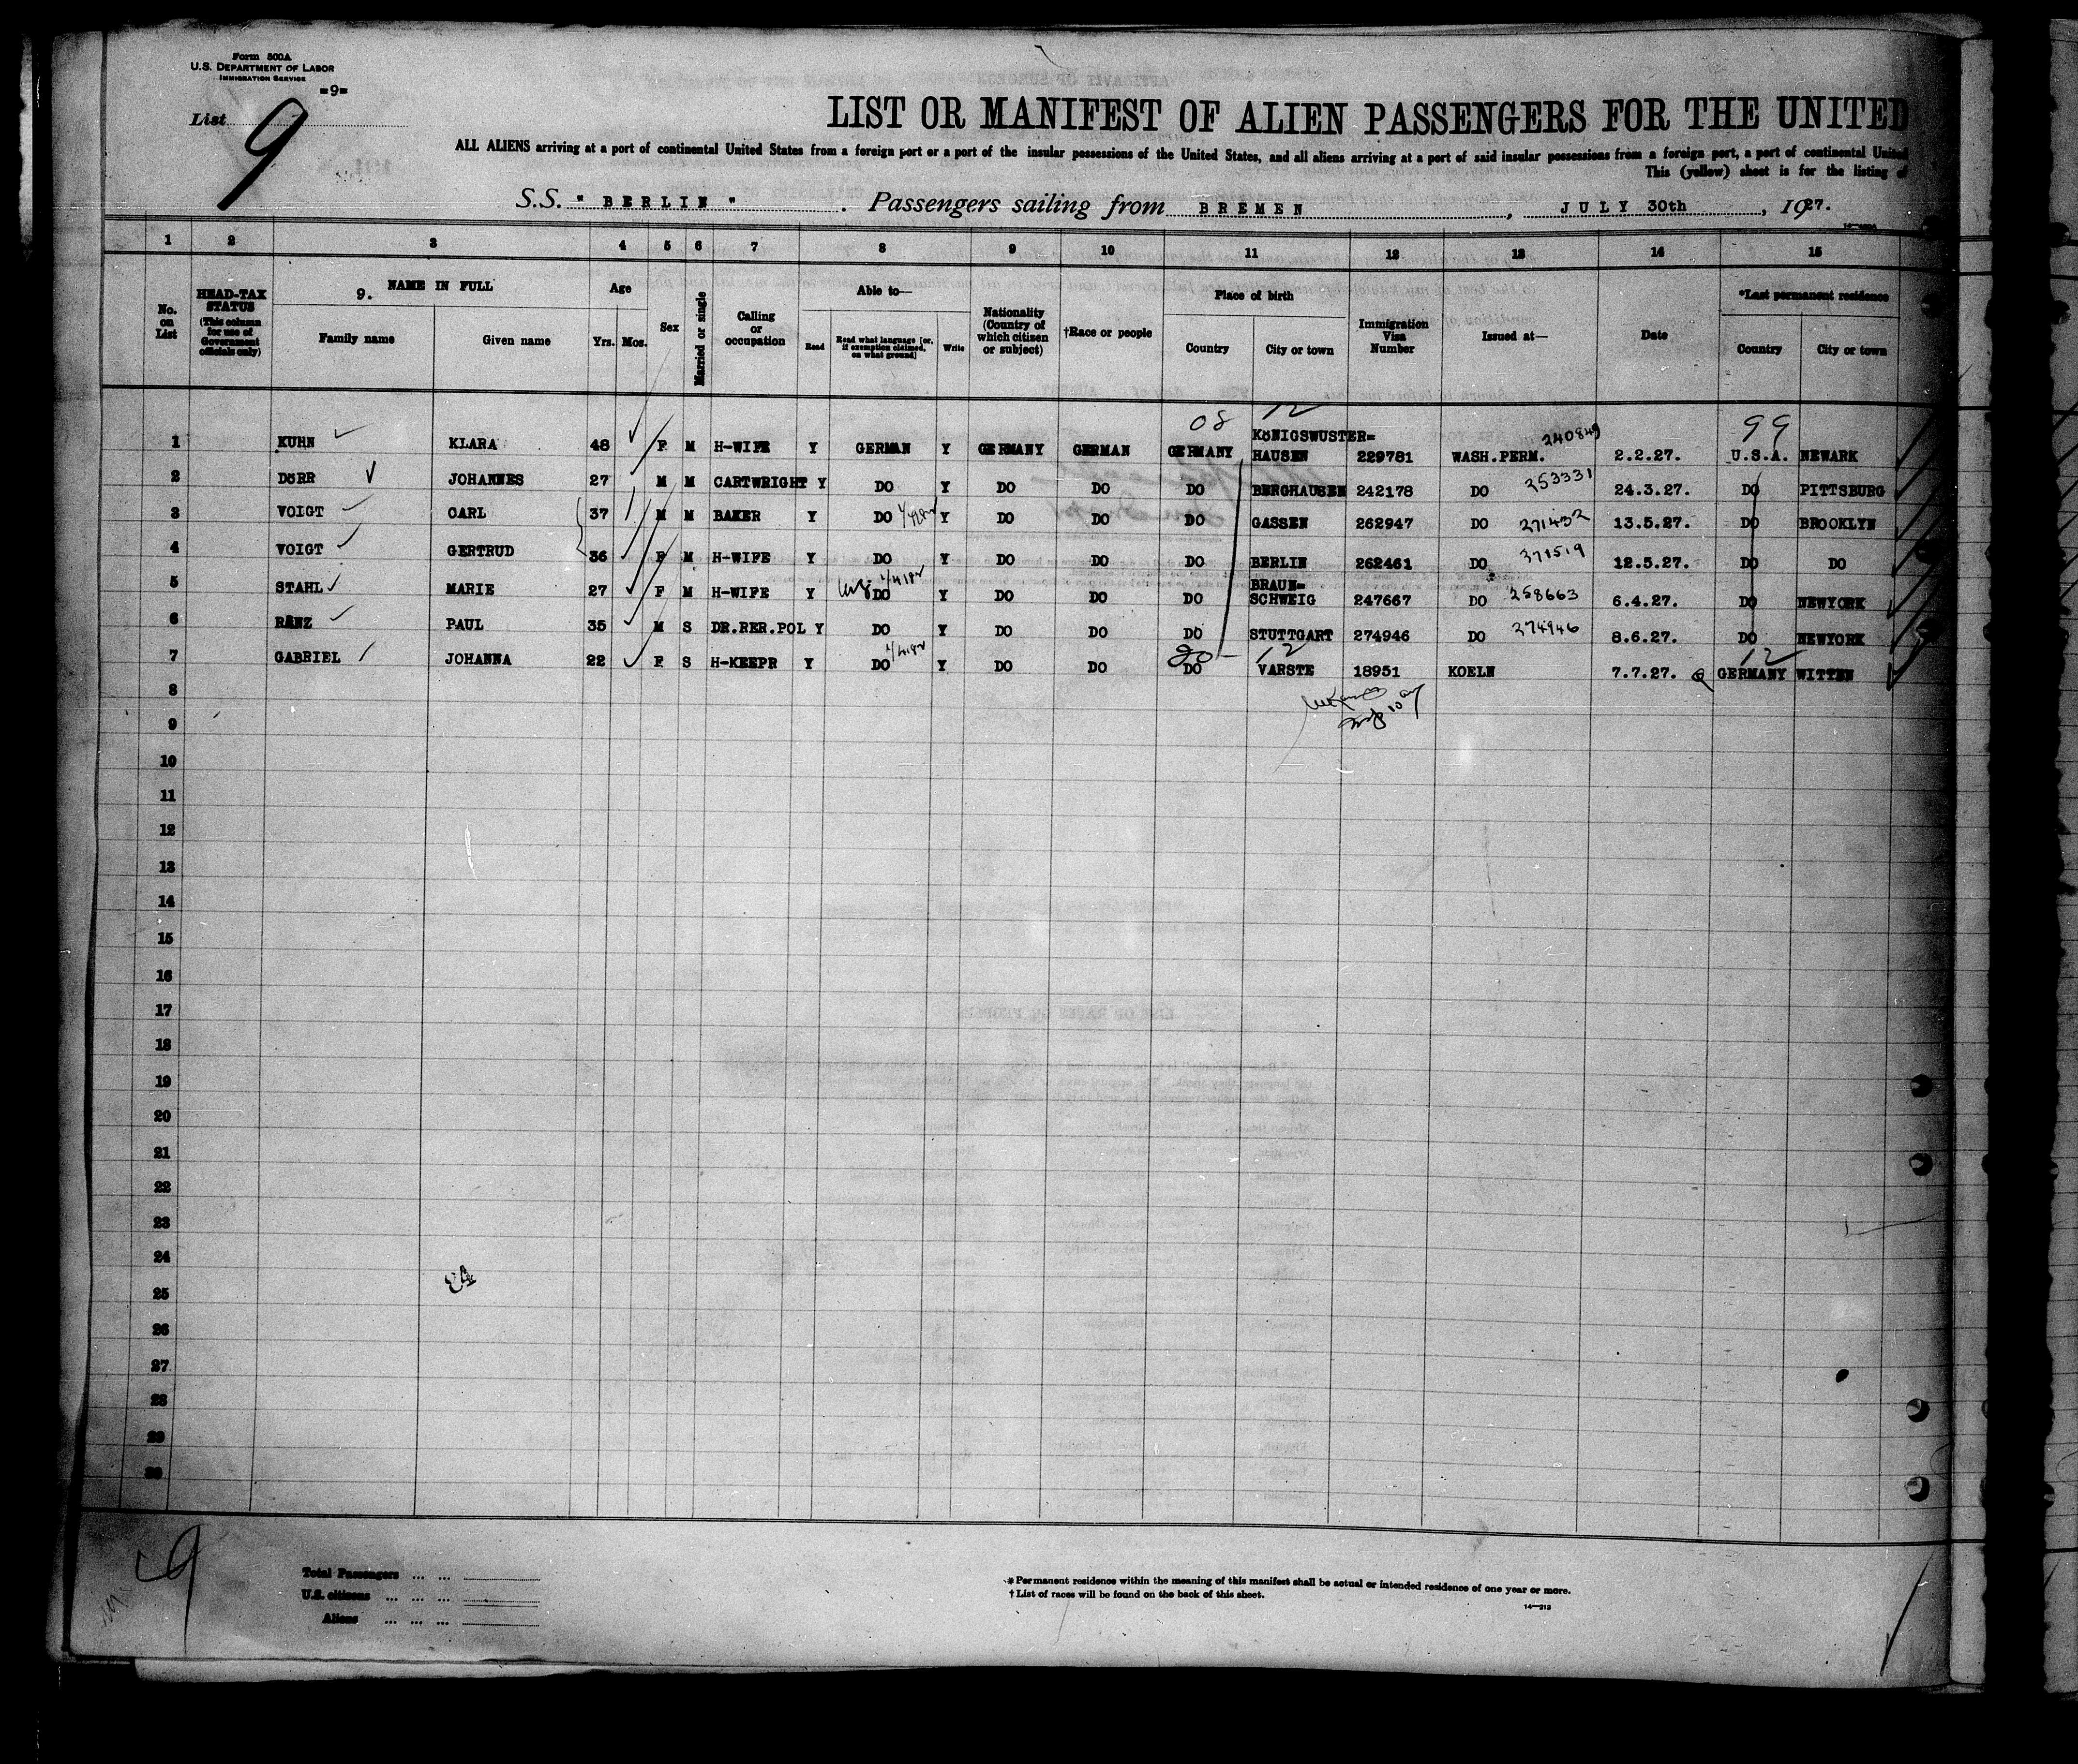 Form 500A
U.S. DEPARTMENT OF LABOR
IMMIGRATION SERVICE
=9=
List 9
LIST OR MANIFEST OF ALIEN PASSENGERS FOR THE UNITED
ALL ALIENS arriving at a port of continental United States from a foreign port or a port of the insular possessions of the United States, and all aliens arriving at a port of said insular possessions from a foreign port, a port of continental United
This (yellow) sheet is for the listing of
S.S. " BERLIN " . Passengers sailing from BREMEN , JULY 30th , 1927.
1 2 3 4 5 6 7 8 9 10 11 12 13 14 15
No. on List
HEAD-TAX STATUS (This column for use of Government officials only)
9. NAME IN FULL
Family name Given name
Age
Yrs. Mos.
Sex
Married or single
Calling or occupation
Able to—
Read
Read what language [or, if exemption claimed, on what ground]
Write
Nationality (Country of which citizen or subject)
†Race or people
Place of birth
Country City or town
Immigration Visa Number
Issued at—
Date
*Last permanent residence
Country City or town
08 12 240849 99
1 KUHN KLARA 48 F M H-WIFE Y GERMAN Y GERMANY GERMAN GERMANY KöNIGSWUSTER= HAUSEN 229781 WASH.PERM. 2.2.27. U.S.A. NEWARK
2 DöRR JOHANNES 27 M M CARTWRIGHT Y DO Y DO DO DO BERGHAUSEN 242178 DO 253331 24.3.27. DO PITTSBURG
3 VOIGT CARL 37 M M BAKER Y DO Y DO DO DO GASSEN 262947 DO 271432 13.5.27. DO BROOKLYN
4 VOIGT GERTRUD 36 F M H-WIFE Y DO Y DO DO DO BERLIN 262461 DO 371519 12.5.27. DO DO
5 STAHL MARIE 27 F M H-WIFE Y DO Y DO DO DO BRAUN= SCHWEIG 247667 DO 258663 6.4.27. DO NEWYORK
6 RÄNZ PAUL 35 M S DR.RER.POL Y DO Y DO DO DO STUTTGART 274946 DO 274946 8.6.27. DO NEWYORK
7 GABRIEL JOHANNA 22 F S H-KEEPR Y DO Y DO DO DO VARSTE 18951 KOELN 7.7.27. GERMANY WITTEN
12 12
8
9
10
11
12
13
14
15
16
17
18
19
20
21
22
23
24
25
26
27
28
29
30
9
Total Passengers ... ...
U.S. citizens ... ... ...
Aliens ... ... ...
* Permanent residence within the meaning of this manifest shall be actual or intended residence of one year or more.
† List of races will be found on the back of this sheet.
14—213